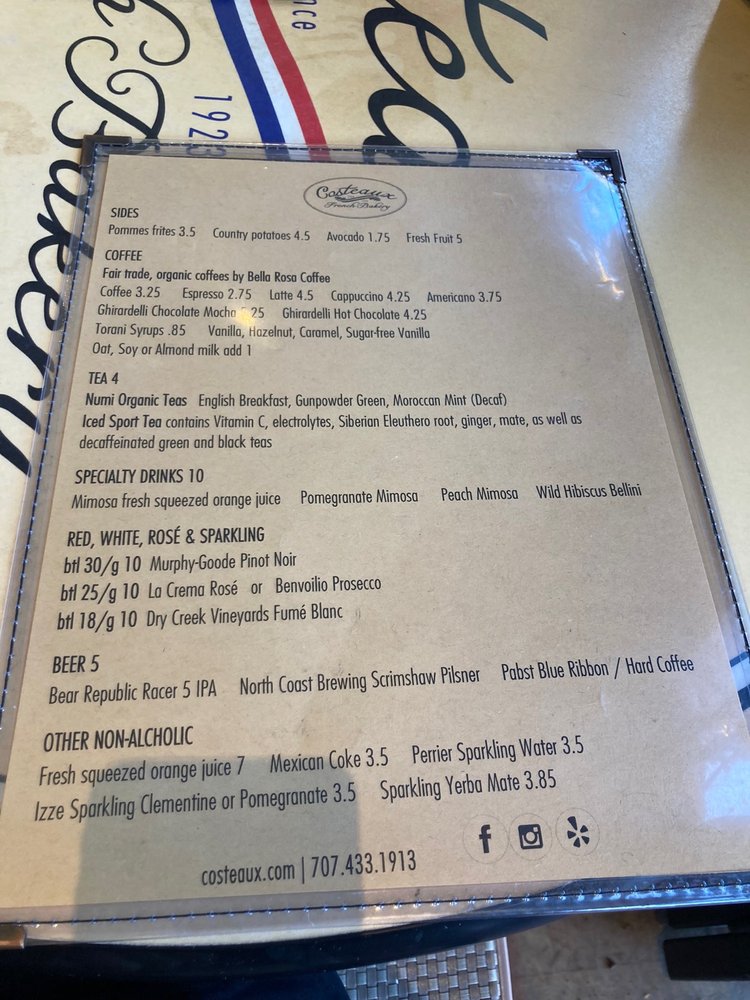 1923
Bakery
Costeaux
French Bakery
SIDES
Pommes frites 3.5 Country potatoes 4.5 Avocado 1.75 Fresh Fruit 5
COFFEE
Fair trade, organic coffees by Bella Rosa Coffee
Coffee 3.25 Espresso 2.75 Latte 4.5 Cappuccino 4.25 Americano 3.75
Ghirardelli Chocolate Mocha Ghirardelli Hot Chocolate 4.25
Torani Syrups .85 Vanilla, Hazelnut, Caramel, Sugar-free Vanilla
Oat, Soy or Almond milk add 1
TEA 4
Numi Organic Teas English Breakfast, Gunpowder Green, Moroccan Mint (Decaf)
Iced Sport Tea contains Vitamin C, electrolytes, Siberian Eleuthero root, ginger, mate, as well as
decaffeinated green and black teas
SPECIALTY DRINKS 10
Mimosa fresh squeezed orange juice Pomegranate Mimosa Peach Mimosa Wild Hibiscus Bellini
RED, WHITE, ROSÉ & SPARKLING
btl 30/g 10 Murphy-Goode Pinot Noir
btl 25/g 10 La Crema Rosé or Benvoilio Prosecco
btl 18/g 10 Dry Creek Vineyards Fumé Blanc
BEER 5
Bear Republic Racer 5 IPA North Coast Brewing Scrimshaw Pilsner Pabst Blue Ribbon / Hard Coffee
OTHER NON-ALCHOLIC
Fresh squeezed orange juice 7 Mexican Coke 3.5 Perrier Sparkling Water 3.5
Izze Sparkling Clementine or Pomegranate 3.5 Sparkling Yerba Mate 3.85
costeaux.com | 707.433.1913